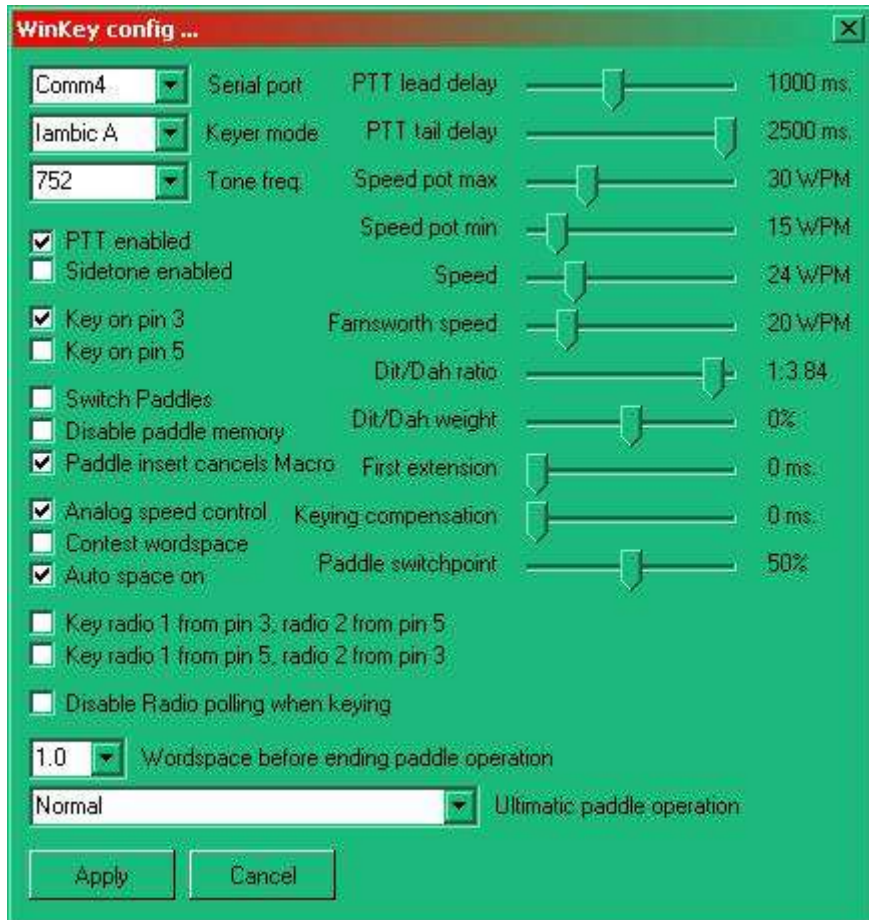 WinKey config ...
Comm4 Serial port PTT lead delay 1000 ms.
Iambic A Keyer mode PTT tail delay 2500 ms.
752 Tone freq. Speed pot max 30 WPM
Speed pot min 15 WPM
PTT enabled
Sidetone enabled Speed 24 WPM
Key on pin 3 Farnsworth speed 20 WPM
Key on pin 5
Dit/Dah ratio 1:3.84
Switch Paddles
Disable paddle memory Dit/Dah weight 0%
Paddle insert cancels Macro First extension 0 ms.
Analog speed control Keying compensation 0 ms.
Contest wordspace
Auto space on Paddle switchpoint 50%
Key radio 1 from pin 3, radio 2 from pin 5
Key radio 1 from pin 5, radio 2 from pin 3
Disable Radio polling when keying
1.0 Wordspace before ending paddle operation
Normal Ultimatic paddle operation
Apply Cancel